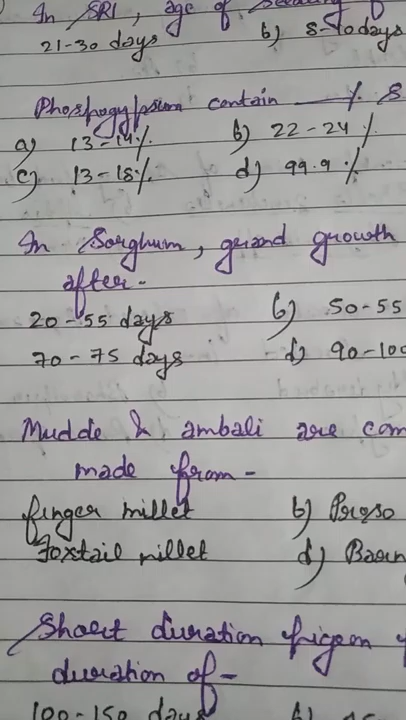 In SRI, age of
21-30 days b) 8-10 days
Phosphogypsum contain ___ % S
a) 13-14%. b) 22-24 %.
c) 13-18%. d) 99.9 %
In Sorghum, grand growth
after.
20-55 days b) 50-55
70-75 days d) 90-100
Mudde & ambali are com
made from-
finger millet b) Proso
Foxtail millet d) Barn
Short duration pigeon
duration of-
100-150 days b)